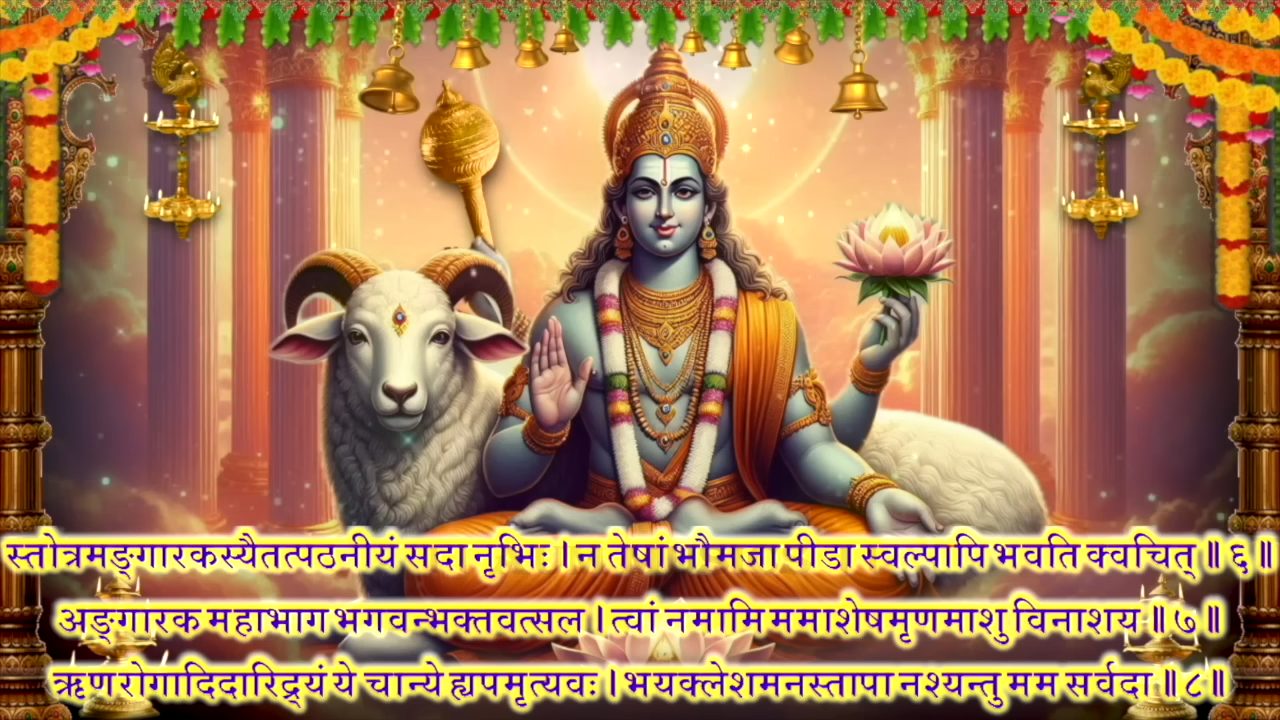 स्तोत्रमङ्गारकस्यैतत्पठनीयं सदा नृभिः । न तेषां भौमजा पीडा स्वल्पापि भवति क्वचित् ॥ ६ ॥
अङ्गारक महाभाग भगवन्भक्तवत्सल । त्वां नमामि ममाशेषमृणमाशु विनाशय ॥ ७ ॥
ऋण रोगादिदारिद्र्यं ये चान्ये ह्यपमृत्यवः । भयक्लेशमनस्तापा नश्यन्तु मम सर्वदा ॥ ८ ॥